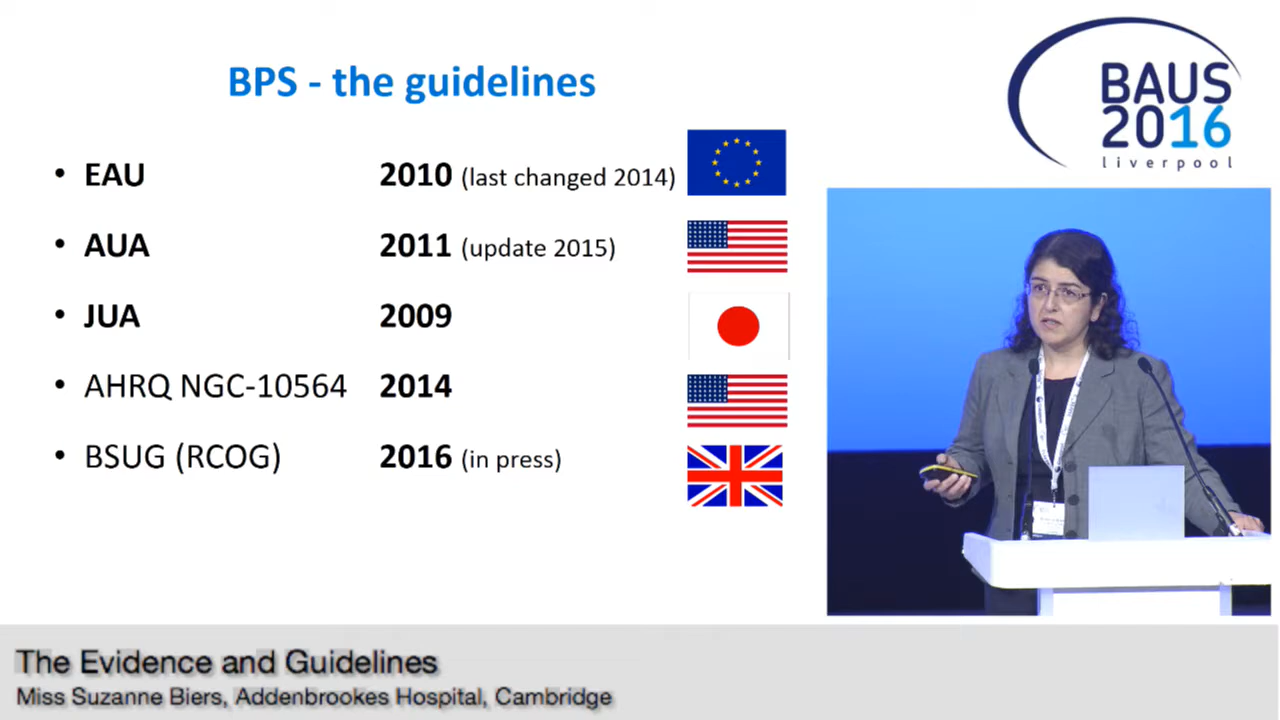 BPS - the guidelines
• EAU 2010 (last changed 2014)
• AUA 2011 (update 2015)
• JUA 2009
• AHRQ NGC-10564 2014
• BSUG (RCOG) 2016 (in press)
BAUS
2016
liverpool
The Evidence and Guidelines
Miss Suzanne Biers, Addenbrookes Hospital, Cambridge